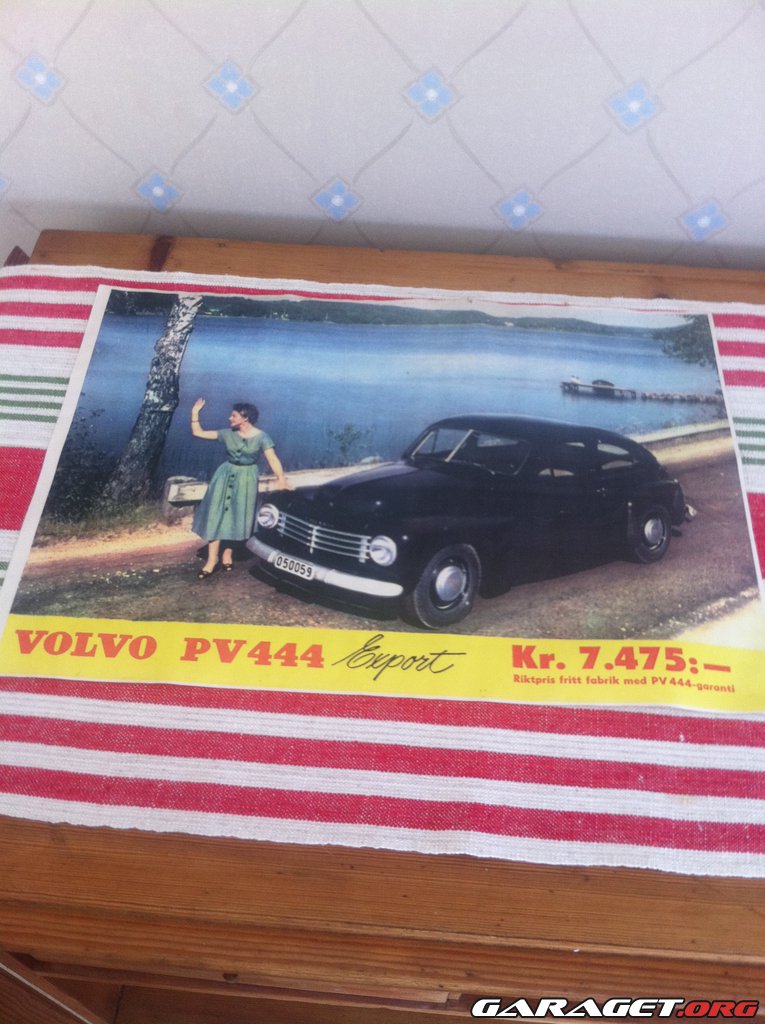 050059
VOLVO PV444 Export
Kr. 7.475:—
Riktpris fritt fabrik med PV 444-garanti
GARAGET.ORG